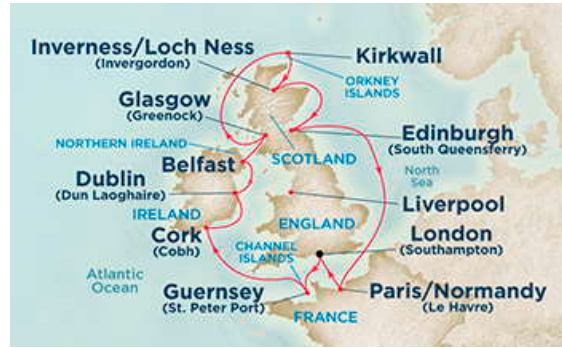 Inverness/Loch Ness
(Invergordon)
Kirkwall
ORKNEY
ISLANDS
Glasgow
(Greenock)
Edinburgh
(South Queensferry)
NORTHERN IRELAND
Belfast
SCOTLAND
North
Sea
Dublin
(Dun Laoghaire)
Liverpool
IRELAND
ENGLAND
Cork
(Cobh)
London
(Southampton)
CHANNEL
ISLANDS
Atlantic
Ocean
Guernsey
(St. Peter Port)
Paris/Normandy
(Le Havre)
FRANCE